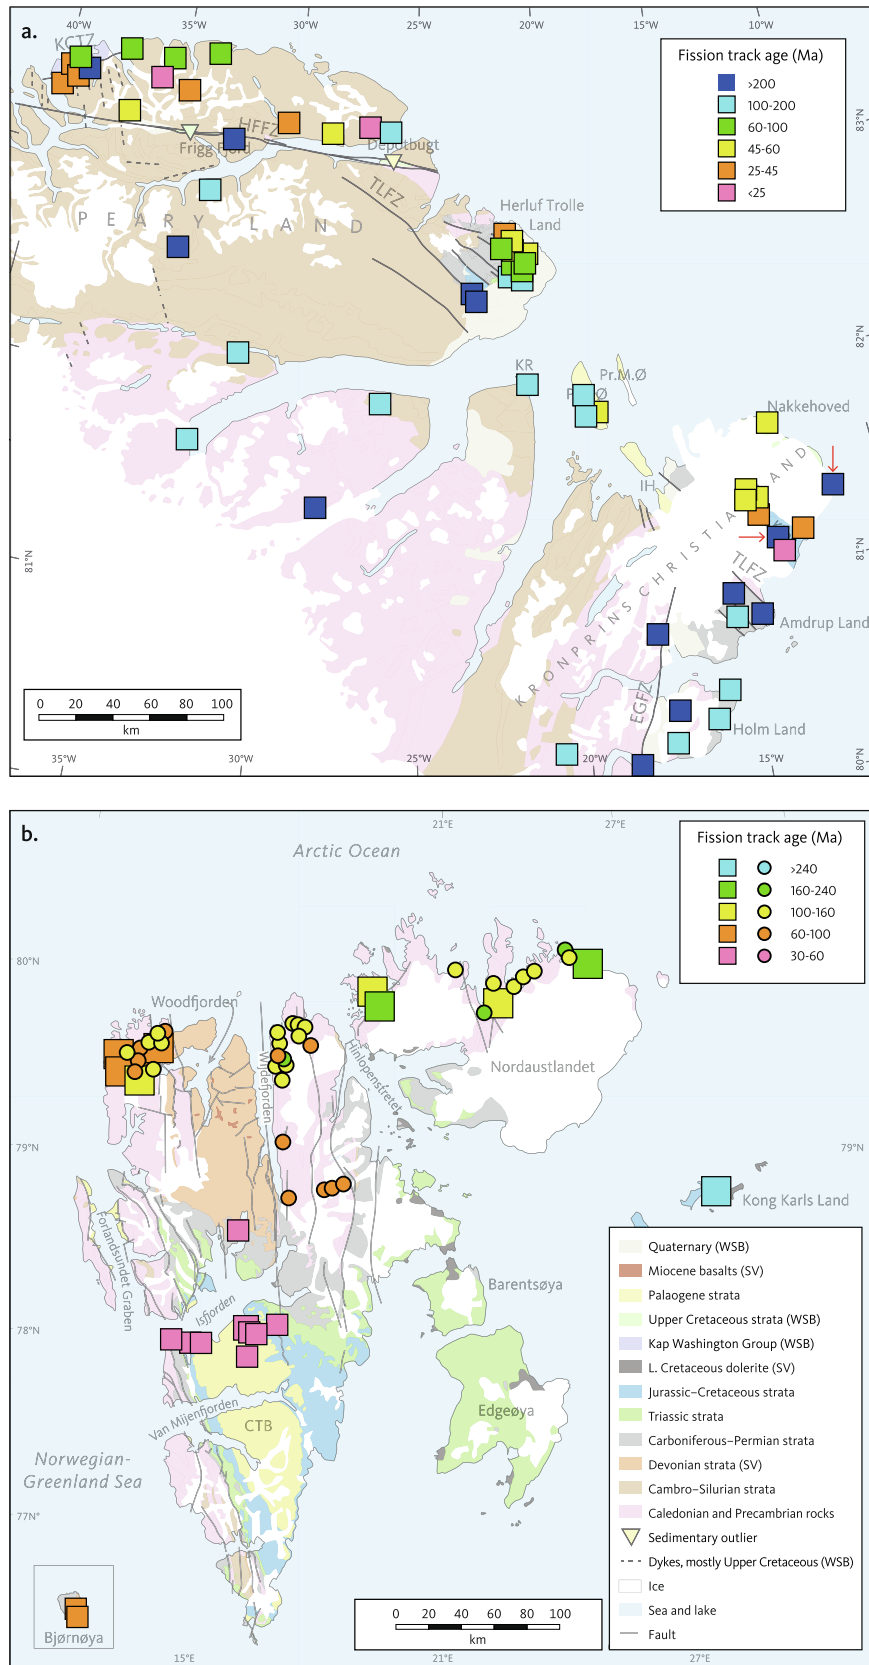 40°W
35°W
30°W
15°W
10°W
a.
KCTZ
Fission track age (Ma)
>200
100-200
60-100
45-60
25-45
<25
83°N
HFFZ
Frigg Fjord
Depotbugt
TLFZ
Herluf Trolle
Land
PEARY LAND
82°N
KR
Pr.M.Ø
Nakkehoved
IH
KRONPRINS CHRISTIAN LAND
81°N
81°N
TLFZ
Amdrup Land
EGFZ
Holm Land
0 20 40 60 80 100
km
35°W
30°W
25°W
20°W
15°W
80°N
b.
21°E
27°E
Arctic Ocean
Fission track age (Ma)
>240
160-240
100-160
60-100
30-60
80°N
Woodfjorden
Wijdefjorden
Hinlopenstretet
Nordaustlandet
79°N
79°N
Kong Karls Land
Forlandsundet Graben
Isfjorden
Barentsøya
78°N
Van Mijenfjorden
CTB
Edgeøya
Norwegian-
Greenland Sea
77°N
Quaternary (WSB)
Miocene basalts (SV)
Palaogene strata
Upper Cretaceous strata (WSB)
Kap Washington Group (WSB)
L. Cretaceous dolerite (SV)
Jurassic–Cretaceous strata
Triassic strata
Carboniferous–Permian strata
Devonian strata (SV)
Cambro–Silurian strata
Caledonian and Precambrian rocks
Sedimentary outlier
Dykes, mostly Upper Cretaceous (WSB)
Ice
Sea and lake
Fault
Bjørnøya
0 20 40 60 80 100
km
15°E
21°E
27°E